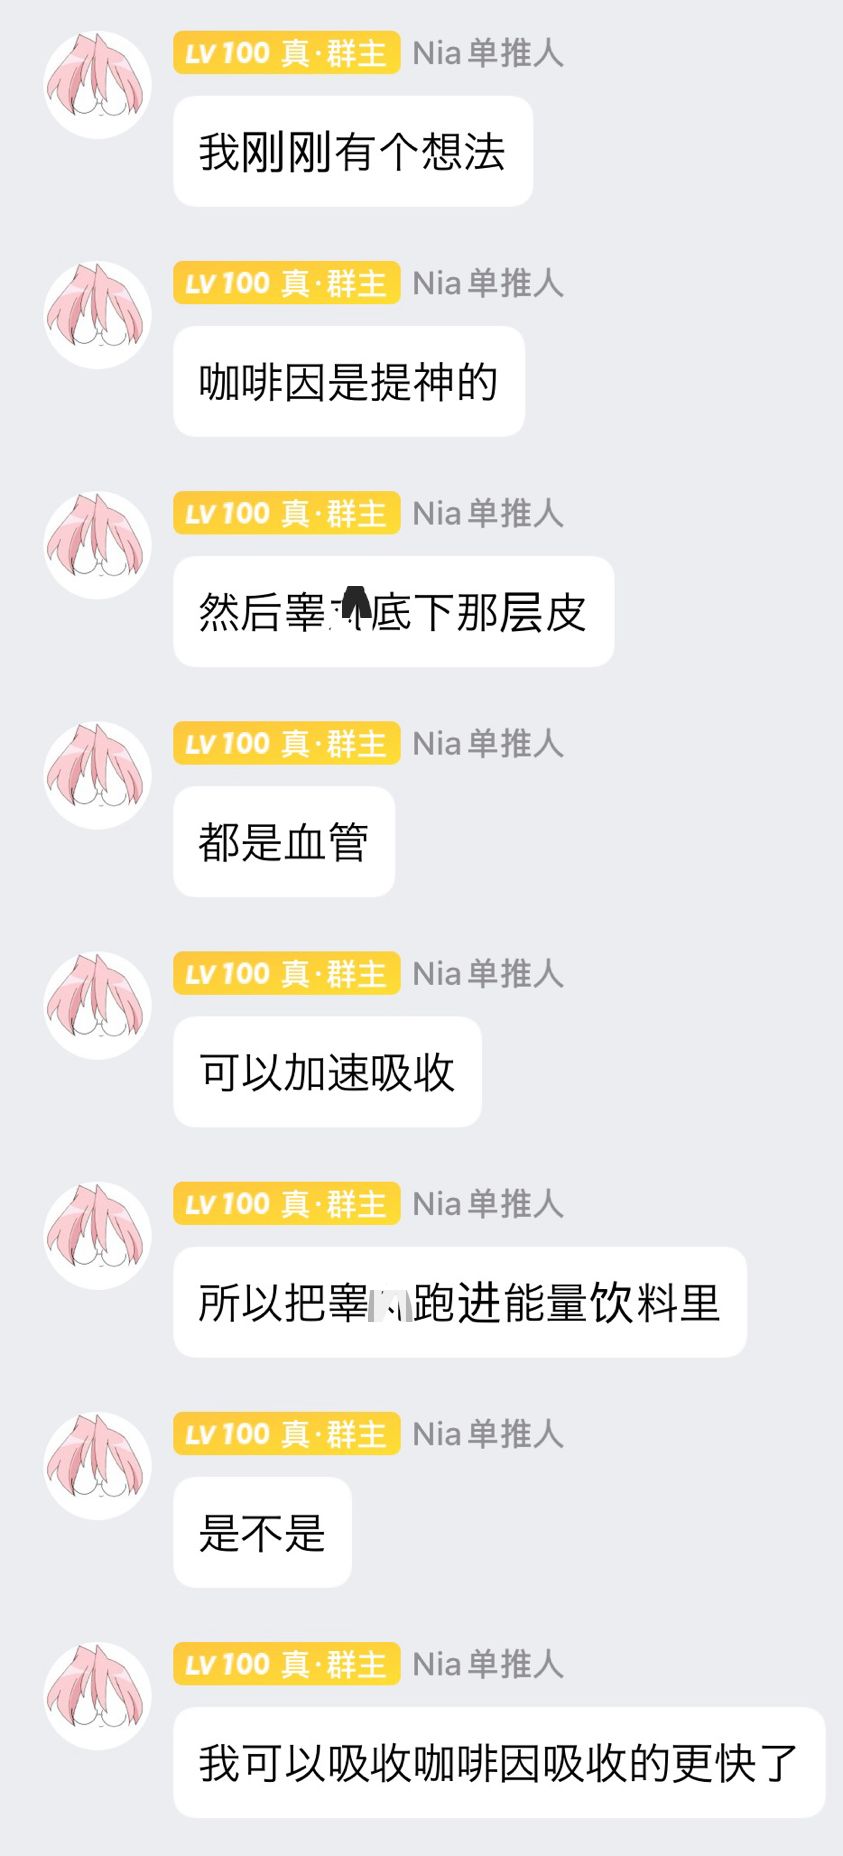 LV 100 真·群主 Nia单推人
我刚刚有个想法
LV 100 真·群主 Nia单推人
咖啡因是提神的
LV 100 真·群主 Nia单推人
然后睾底下那层皮
LV 100 真·群主 Nia单推人
都是血管
LV 100 真·群主 Nia单推人
可以加速吸收
LV 100 真·群主 Nia单推人
所以把睾跑进能量饮料里
LV 100 真·群主 Nia单推人
是不是
LV 100 真·群主 Nia单推人
我可以吸收咖啡因吸收的更快了